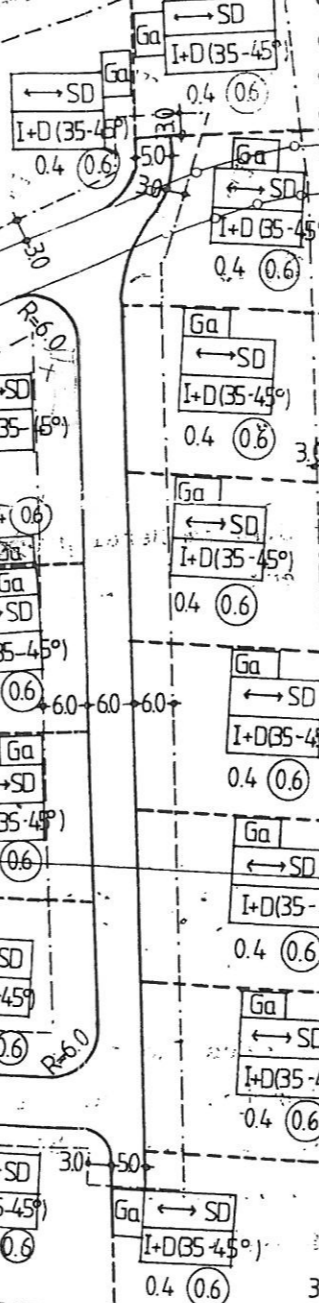 Ga
←→ SD
I+D(35-45°)
0.4 0.6
Ga
←→ SD
I+D(35-45°)
0.4 0.6
3.0
5.0
3.0
3.0
Ga
←→ SD
I+D(35-45°)
0.4 0.6
R=6.0
Ga
←→ SD
I+D(35-45°)
0.4 0.6
SD
35-45°)
0.6
Ga
←→ SD
I+D(35-45°)
0.4 0.6
Ga
SD
35-45°)
0.6
Ga
←→ SD
I+D(35-45
0.4 0.6
6.0 6.0 6.0
Ga
SD
35-45°)
0.6
Ga
←→ SD
I+D(35-
0.4 0.6
SD
-45°)
0.6
Ga
←→ SD
I+D(35-4
0.4 0.6
R=6.0
3.0 5.0
SD
5-45°)
0.6
Ga
←→ SD
I+D(35-45°)
0.4 0.6
3